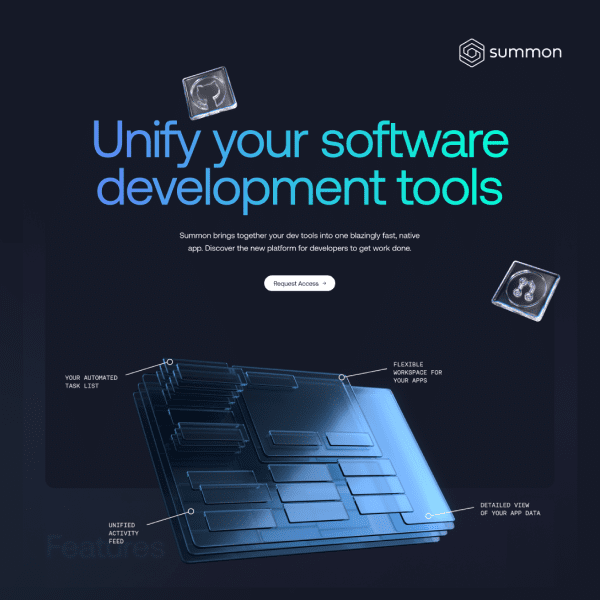 summon
Unify your software
development tools
Summon brings together your dev tools into one blazingly fast, native
app. Discover the new platform for developers to get work done.
Request Access →
YOUR AUTOMATED
TASK LIST
FLEXIBLE
WORKSPACE FOR
YOUR APPS
UNIFIED
ACTIVITY
FEED
DETAILED VIEW
OF YOUR APP DATA
Features